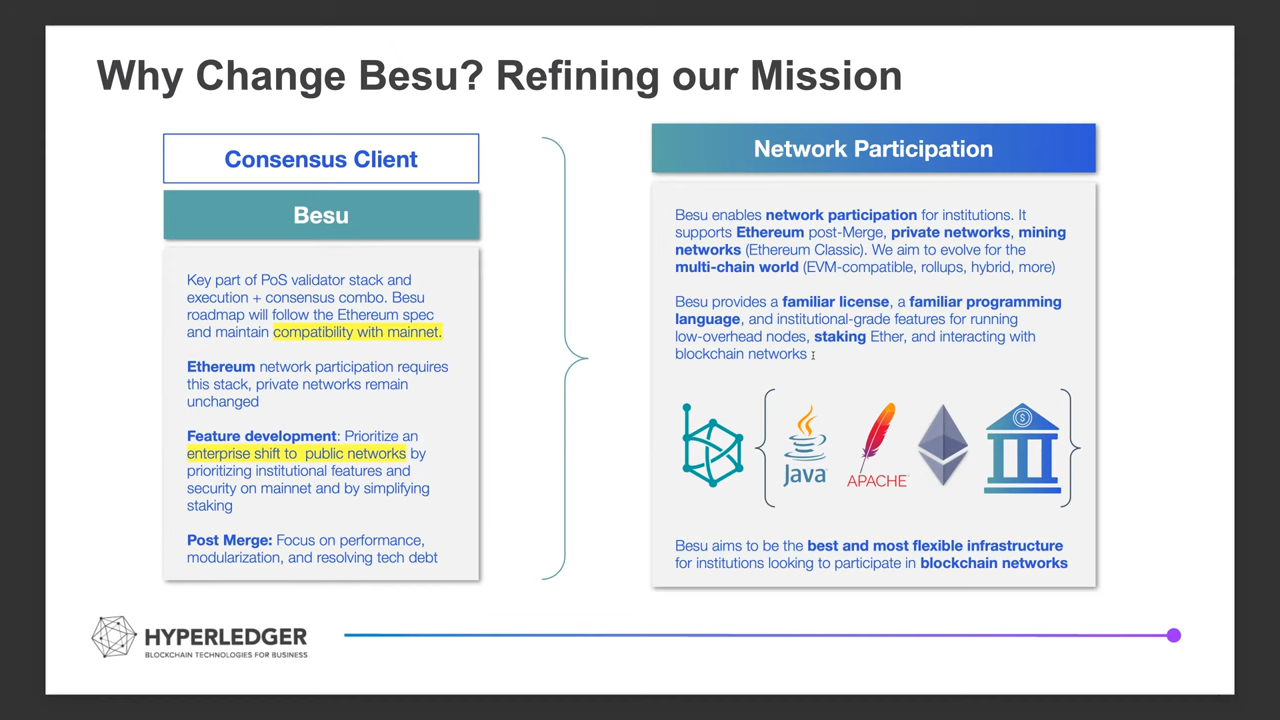 Why Change Besu? Refining our Mission
Consensus Client
Besu
Key part of PoS validator stack and
execution + consensus combo. Besu
roadmap will follow the Ethereum spec
and maintain compatibility with mainnet.
Ethereum network participation requires
this stack, private networks remain
unchanged
Feature development: Prioritize an
enterprise shift to  public networks by
prioritizing institutional features and
security on mainnet and by simplifying
staking
Post Merge: Focus on performance,
modularization, and resolving tech debt
Network Participation
Besu enables network participation for institutions. It
supports Ethereum post-Merge, private networks, mining
networks (Ethereum Classic). We aim to evolve for the
multi-chain world (EVM-compatible, rollups, hybrid, more)
Besu provides a familiar license, a familiar programming
language, and institutional-grade features for running
low-overhead nodes, staking Ether, and interacting with
blockchain networks
Java
APACHE
Besu aims to be the best and most flexible infrastructure
for institutions looking to participate in blockchain networks
HYPERLEDGER
BLOCKCHAIN TECHNOLOGIES FOR BUSINESS